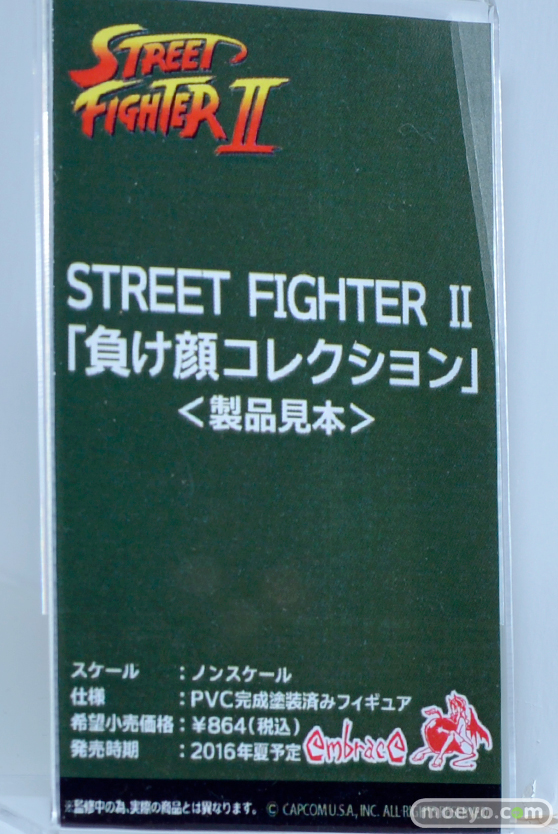 STREET
FIGHTER II
STREET FIGHTER Ⅱ
「負け顔コレクション」
＜製品見本＞
スケール　：ノンスケール
仕様　：PVC完成塗装済みフィギュア
希望小売価格：¥864(税込)
発売時期　：2016年夏予定
embrace
※監修中の為、実際の商品とは異なります。 © CAPCOM U.S.A., INC. ALL RIGHTS
moeyo.com